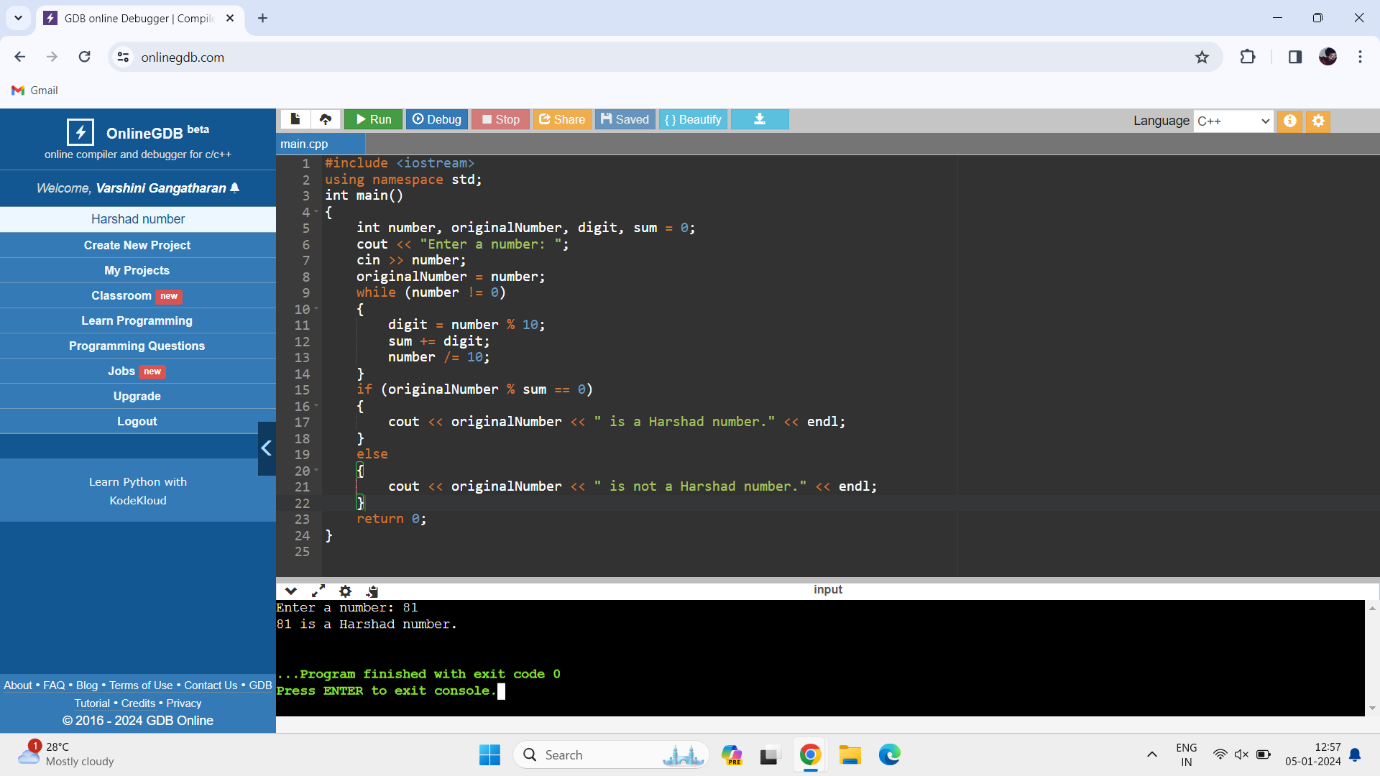 GDB online Debugger | Compil
onlinegdb.com
Gmail
OnlineGDB beta
online compiler and debugger for c/c++
Welcome, Varshini Gangatharan
Harshad number
Create New Project
My Projects
Classroom new
Learn Programming
Programming Questions
Jobs new
Upgrade
Logout
Learn Python with
KodeKloud
About • FAQ • Blog • Terms of Use • Contact Us • GDB
Tutorial • Credits • Privacy
© 2016 - 2024 GDB Online
Run Debug Stop Share Saved { } Beautify Language C++
main.cpp
1 #include <iostream>
2 using namespace std;
3 int main()
4 {
5 int number, originalNumber, digit, sum = 0;
6 cout << "Enter a number: ";
7 cin >> number;
8 originalNumber = number;
9 while (number != 0)
10 {
11 digit = number % 10;
12 sum += digit;
13 number /= 10;
14 }
15 if (originalNumber % sum == 0)
16 {
17 cout << originalNumber << " is a Harshad number." << endl;
18 }
19 else
20 {
21 cout << originalNumber << " is not a Harshad number." << endl;
22 }
23 return 0;
24 }
25
input
Enter a number: 81
81 is a Harshad number.
...Program finished with exit code 0
Press ENTER to exit console.
1
28°C
Mostly cloudy
Search
PRE
ENG
IN
12:57
05-01-2024